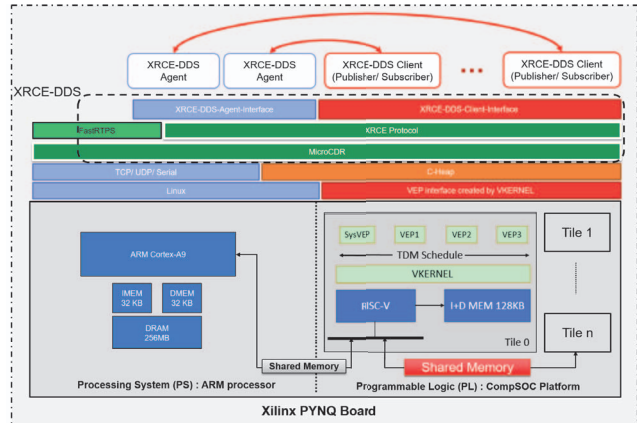 XRCE-DDS
Agent
XRCE-DDS
Agent
XRCE-DDS Client
(Publisher/ Subscriber)
•••
XRCE-DDS Client
(Publisher/ Subscriber)
XRCE-DDS
XRCE-DDS-Agent-Interface
XRCE-DDS-Client-Interface
FastRTPS
XRCE Protocol
MicroCDR
TCP/ UDP/ Serial
C-Heap
Linux
VEP interface created by VKERNEL
SysVEP
VEP1
VEP2
VEP3
TDM Schedule
VKERNEL
ARM Cortex-A9
IMEM
32 KB
DMEM
32 KB
DRAM
256MB
RISC-V
I+D MEM 128KB
Tile 0
Tile 1
Tile n
Shared Memory
Shared Memory
Processing System (PS) : ARM processor
Programmable Logic (PL) : CompSOC Platform
Xilinx PYNQ Board